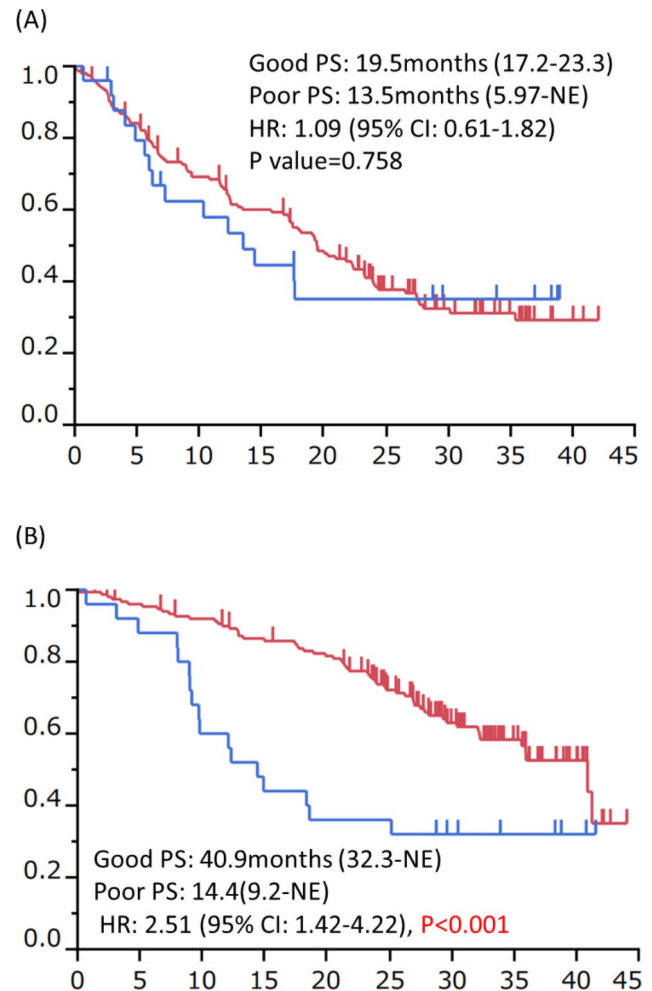 (A)
Good PS: 19.5months (17.2-23.3)
Poor PS: 13.5months (5.97-NE)
HR: 1.09 (95% CI: 0.61-1.82)
P value=0.758
1.0
0.8
0.6
0.4
0.2
0.0
0 5 10 15 20 25 30 35 40 45
(B)
1.0
0.8
0.6
0.4
0.2
0.0
Good PS: 40.9months (32.3-NE)
Poor PS: 14.4(9.2-NE)
HR: 2.51 (95% CI: 1.42-4.22), P<0.001
0 5 10 15 20 25 30 35 40 45